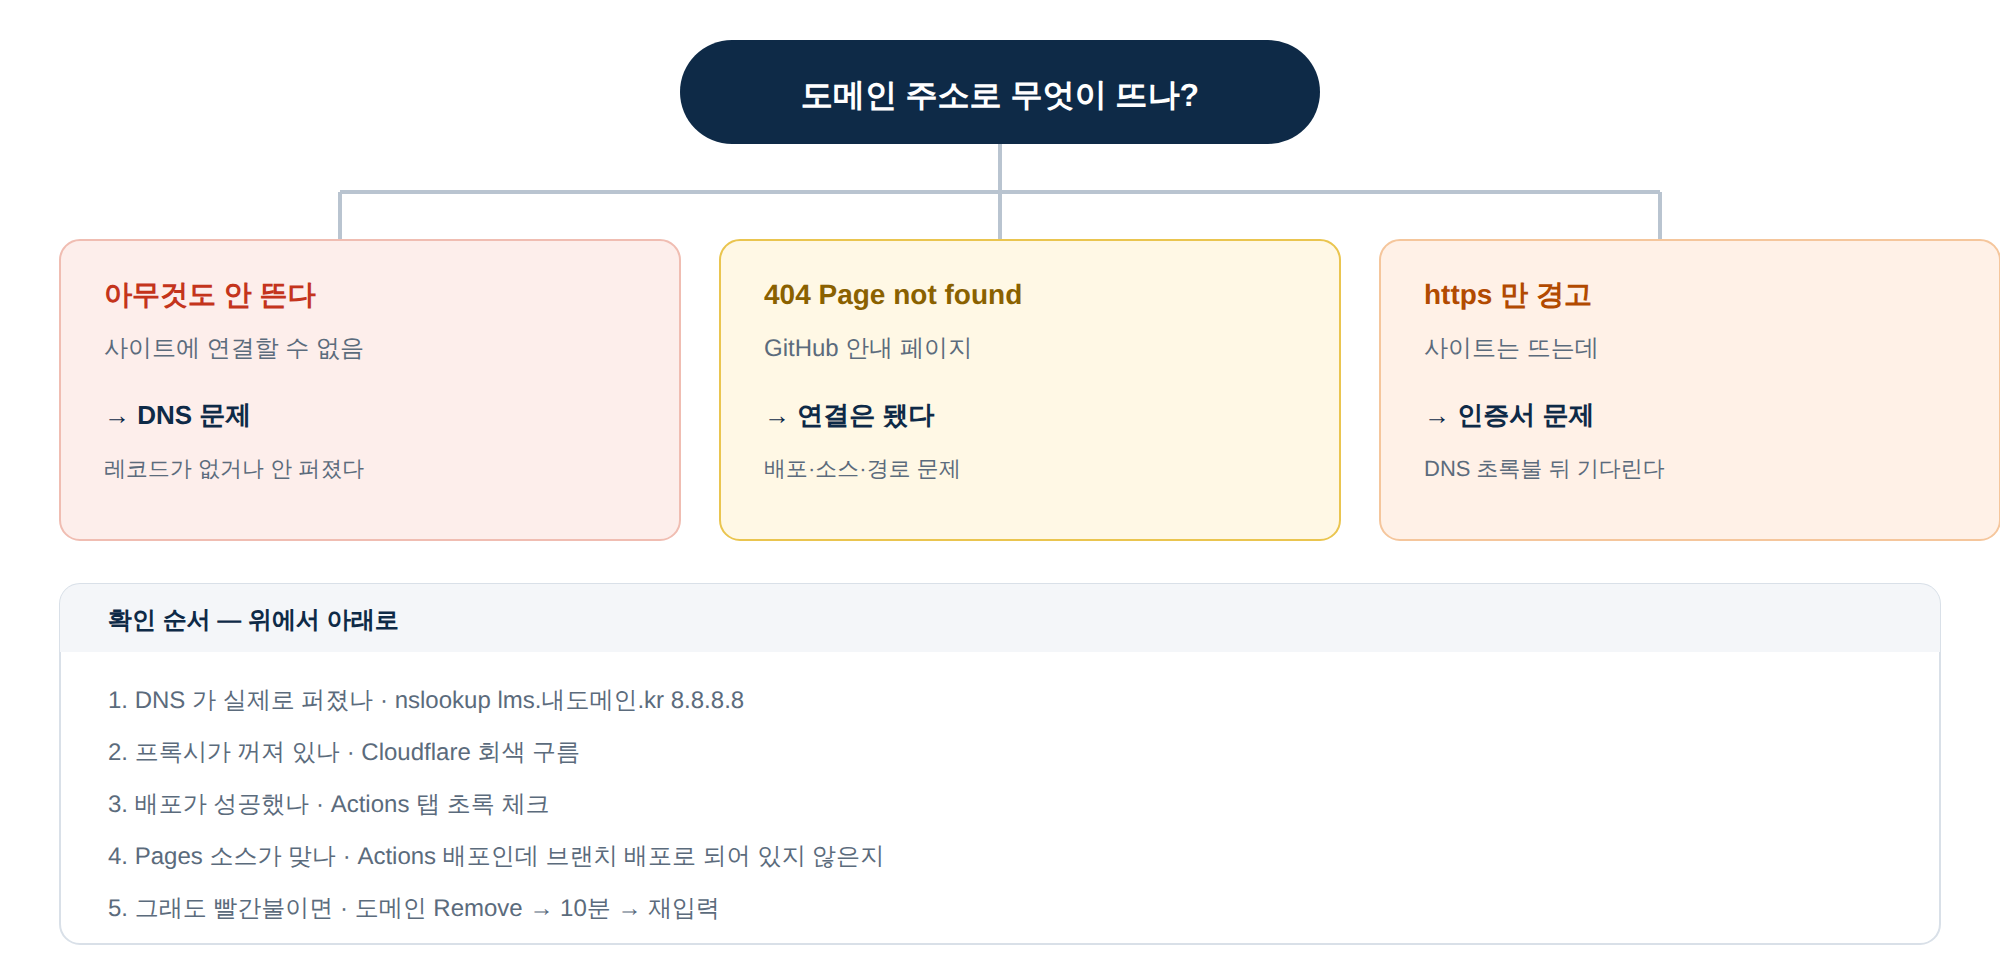 도메인 주소로 무엇이 뜨나?
아무것도 안 뜬다
사이트에 연결할 수 없음
→ DNS 문제
레코드가 없거나 안 퍼졌다
404 Page not found
GitHub 안내 페이지
→ 연결은 됐다
배포·소스·경로 문제
https 만 경고
사이트는 뜨는데
→ 인증서 문제
DNS 초록불 뒤 기다린다
확인 순서 — 위에서 아래로
1. DNS 가 실제로 퍼졌나 · nslookup lms.내도메인.kr 8.8.8.8
2. 프록시가 꺼져 있나 · Cloudflare 회색 구름
3. 배포가 성공했나 · Actions 탭 초록 체크
4. Pages 소스가 맞나 · Actions 배포인데 브랜치 배포로 되어 있지 않은지
5. 그래도 빨간불이면 · 도메인 Remove → 10분 → 재입력